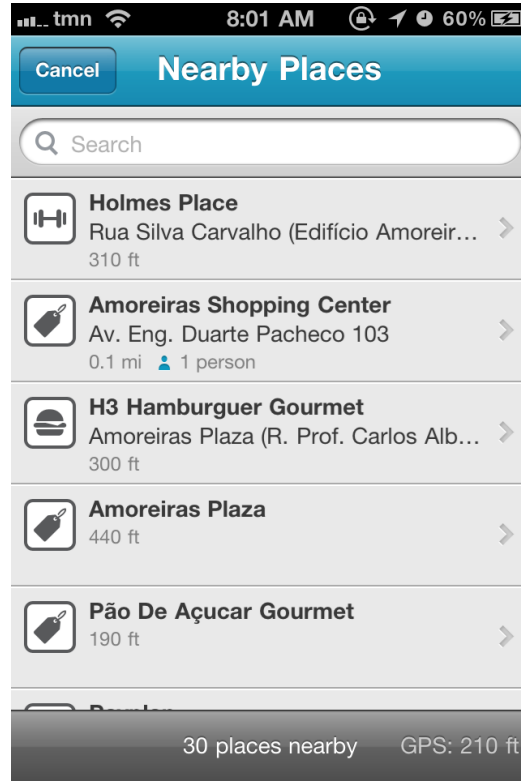 tmn 8:01 AM 60%
Cancel Nearby Places
Search
Holmes Place
Rua Silva Carvalho (Edifício Amoreir...
310 ft
Amoreiras Shopping Center
Av. Eng. Duarte Pacheco 103
0.1 mi 1 person
H3 Hamburguer Gourmet
Amoreiras Plaza (R. Prof. Carlos Alb...
300 ft
Amoreiras Plaza
440 ft
Pão De Açucar Gourmet
190 ft
30 places nearby GPS: 210 ft